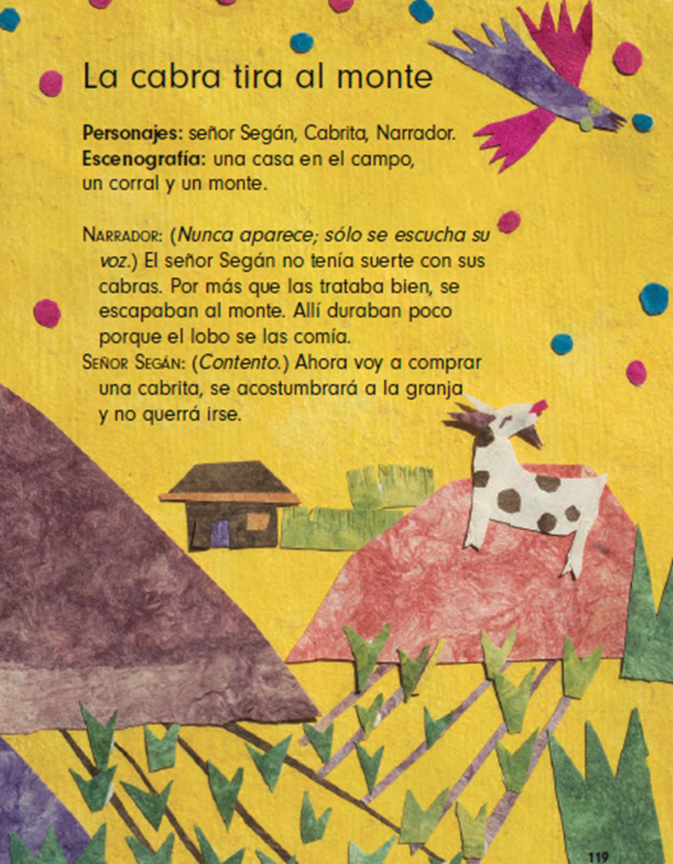 La cabra tira al monte
Personajes: señor Segán, Cabrita, Narrador.
Escenografía: una casa en el campo,
un corral y un monte.
NARRADOR: (Nunca aparece; sólo se escucha su
voz.) El señor Segán no tenía suerte con sus
cabras. Por más que las trataba bien, se
escapaban al monte. Allí duraban poco
porque el lobo se las comía.
SEÑOR SEGÁN: (Contento.) Ahora voy a comprar
una cabrita, se acostumbrará a la granja
y no querrá irse.
119